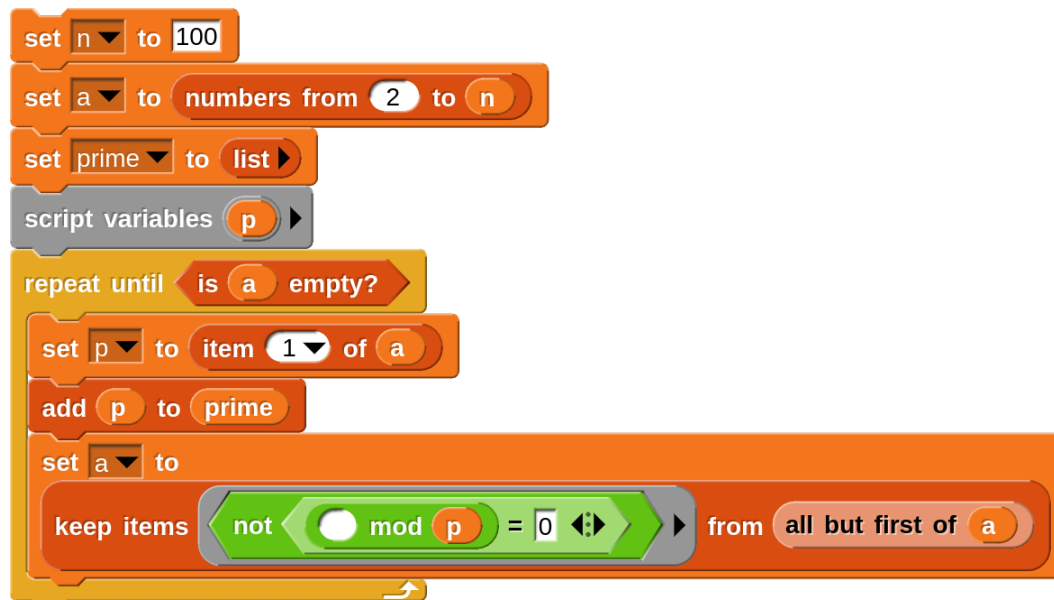 set n to 100
set a to numbers from 2 to n
set prime to list
script variables p
repeat until is a empty?
set p to item 1 of a
add p to prime
set a to
keep items not mod p = 0 from all but first of a